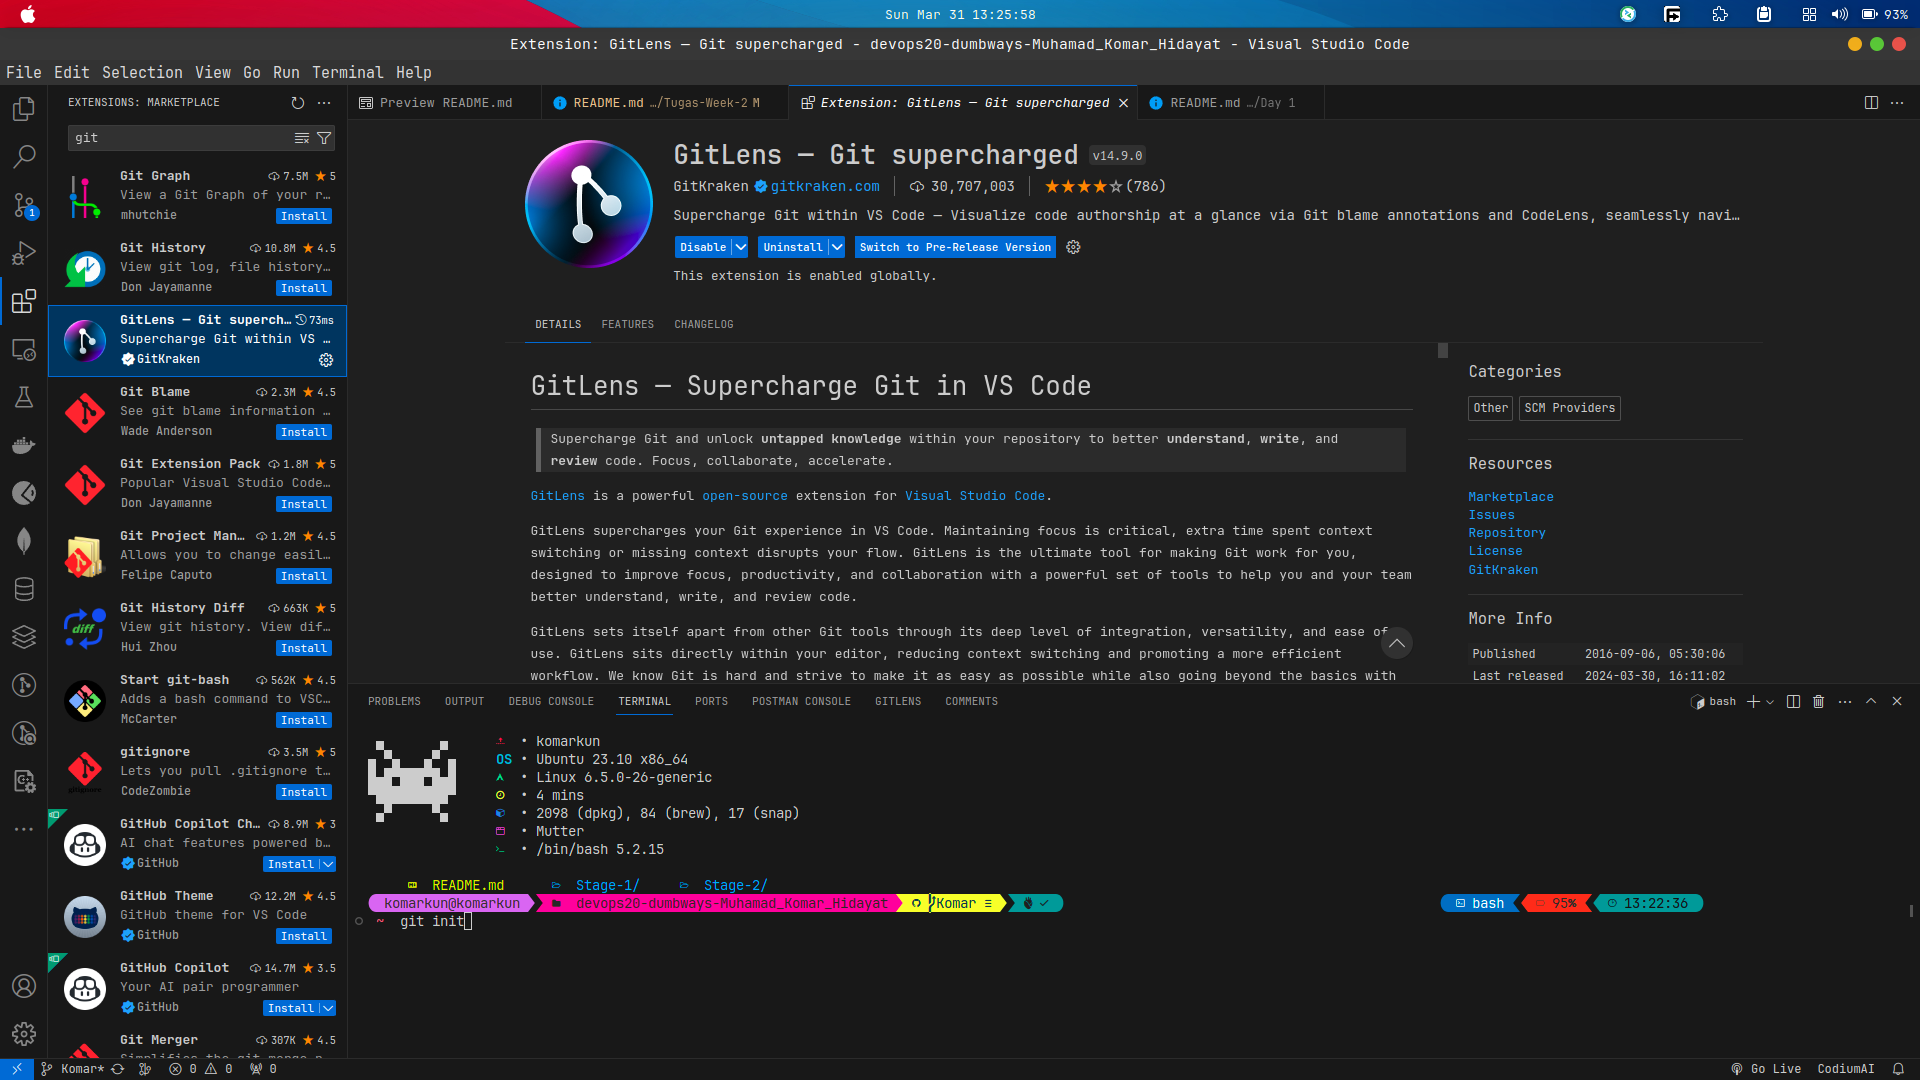 Sun Mar 31 13:25:58
93%
Extension: GitLens — Git supercharged - devops20-dumbways-Muhamad_Komar_Hidayat - Visual Studio Code
File Edit Selection View Go Run Terminal Help
EXTENSIONS: MARKETPLACE
Preview README.md
README.md …/Tugas-Week-2 M
Extension: GitLens — Git supercharged
README.md …/Day 1
git
Git Graph 7.5M 5
View a Git Graph of your r…
mhutchie Install
Git History 10.8M 4.5
View git log, file history…
Don Jayamanne Install
GitLens — Git superch… 73ms
Supercharge Git within VS …
GitKraken
Git Blame 2.3M 4.5
See git blame information …
Wade Anderson Install
Git Extension Pack 1.8M 5
Popular Visual Studio Code…
Don Jayamanne Install
Git Project Man… 1.2M 4.5
Allows you to change easil…
Felipe Caputo Install
diff
Git History Diff 663K 5
View git history. View dif…
Hui Zhou Install
Start git-bash 562K 4.5
Adds a bash command to VSC…
McCarter Install
gitignore 3.5M 5
Lets you pull .gitignore t…
CodeZombie Install
gitignore
GitHub Copilot Ch… 8.9M 3
AI chat features powered b…
GitHub Install
GitHub Theme 12.2M 4.5
GitHub theme for VS Code
GitHub Install
GitHub Copilot 14.7M 3.5
Your AI pair programmer
GitHub Install
Git Merger 307K 4.5
GitLens — Git supercharged v14.9.0
GitKraken gitkraken.com 30,707,003 (786)
Supercharge Git within VS Code — Visualize code authorship at a glance via Git blame annotations and CodeLens, seamlessly navi…
Disable Uninstall Switch to Pre-Release Version
This extension is enabled globally.
DETAILS FEATURES CHANGELOG
GitLens — Supercharge Git in VS Code
Supercharge Git and unlock untapped knowledge within your repository to better understand, write, and
review code. Focus, collaborate, accelerate.
GitLens is a powerful open-source extension for Visual Studio Code.
GitLens supercharges your Git experience in VS Code. Maintaining focus is critical, extra time spent context
switching or missing context disrupts your flow. GitLens is the ultimate tool for making Git work for you,
designed to improve focus, productivity, and collaboration with a powerful set of tools to help you and your team
better understand, write, and review code.
GitLens sets itself apart from other Git tools through its deep level of integration, versatility, and ease of
use. GitLens sits directly within your editor, reducing context switching and promoting a more efficient
workflow. We know Git is hard and strive to make it as easy as possible while also going beyond the basics with
Categories
Other SCM Providers
Resources
Marketplace
Issues
Repository
License
GitKraken
More Info
Published 2016-09-06, 05:30:06
Last released 2024-03-30, 16:11:02
PROBLEMS OUTPUT DEBUG CONSOLE TERMINAL PORTS POSTMAN CONSOLE GITLENS COMMENTS
bash
• komarkun
OS • Ubuntu 23.10 x86_64
• Linux 6.5.0-26-generic
• 4 mins
• 2098 (dpkg), 84 (brew), 17 (snap)
• Mutter
• /bin/bash 5.2.15
README.md Stage-1/ Stage-2/
komarkun@komarkun devops20-dumbways-Muhamad_Komar_Hidayat Komar ≡ ✓ bash 95% 13:22:36
~ git init
1
Komar* 0 0 0
Go Live CodiumAI